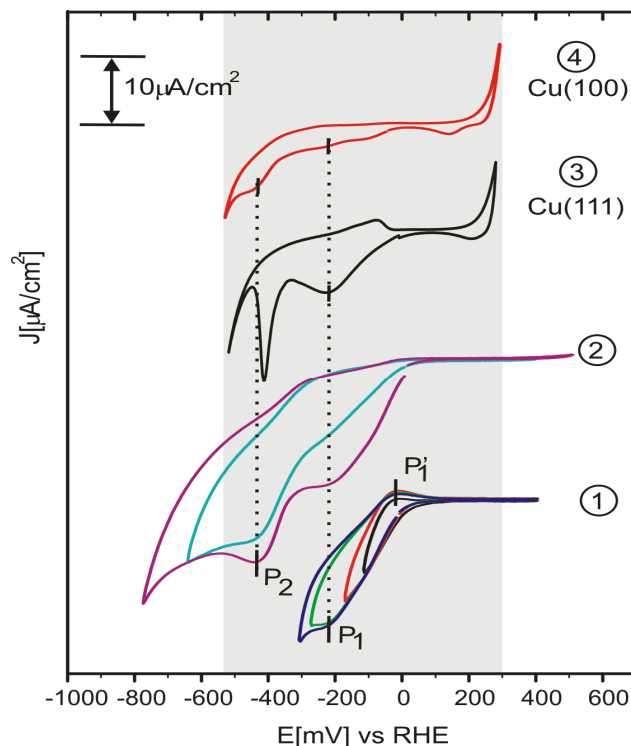 ④
Cu(100)
10μA/cm²
③
Cu(111)
J[μA/cm²]
②
P₁'
①
P₂
P₁
-1000 -800 -600 -400 -200 0 200 400 600
E[mV] vs RHE